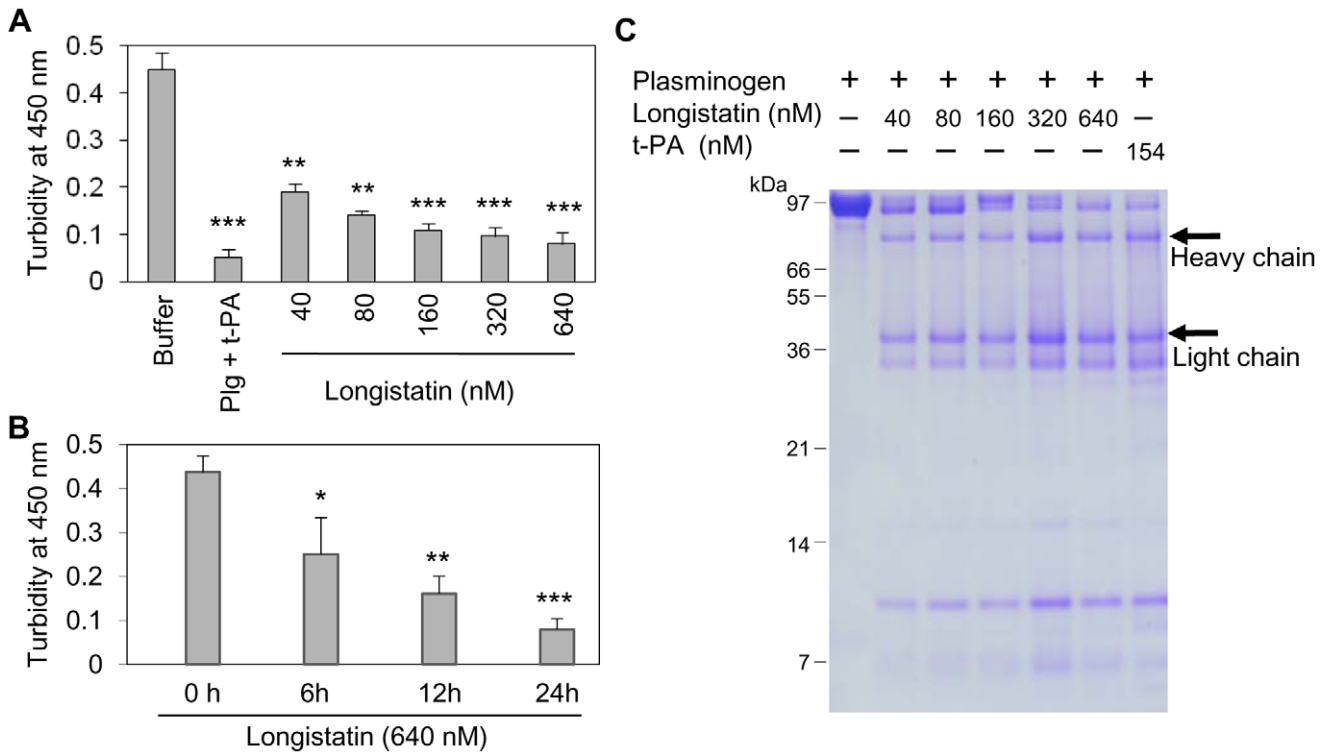 A
Turbidity at 450 nm
0.5
0.4
0.3
0.2
0.1
0
***
**
**
***
***
***
Buffer
Plg + t-PA
40
80
160
320
640
Longistatin (nM)
B
Turbidity at 450 nm
0.5
0.4
0.3
0.2
0.1
0
*
**
***
0 h 6h 12h 24h
Longistatin (640 nM)
C
Plasminogen + + + + + + +
Longistatin (nM) – 40 80 160 320 640 –
t-PA (nM) – – – – – – 154
kDa
97
66
55
36
21
14
7
Heavy chain
Light chain